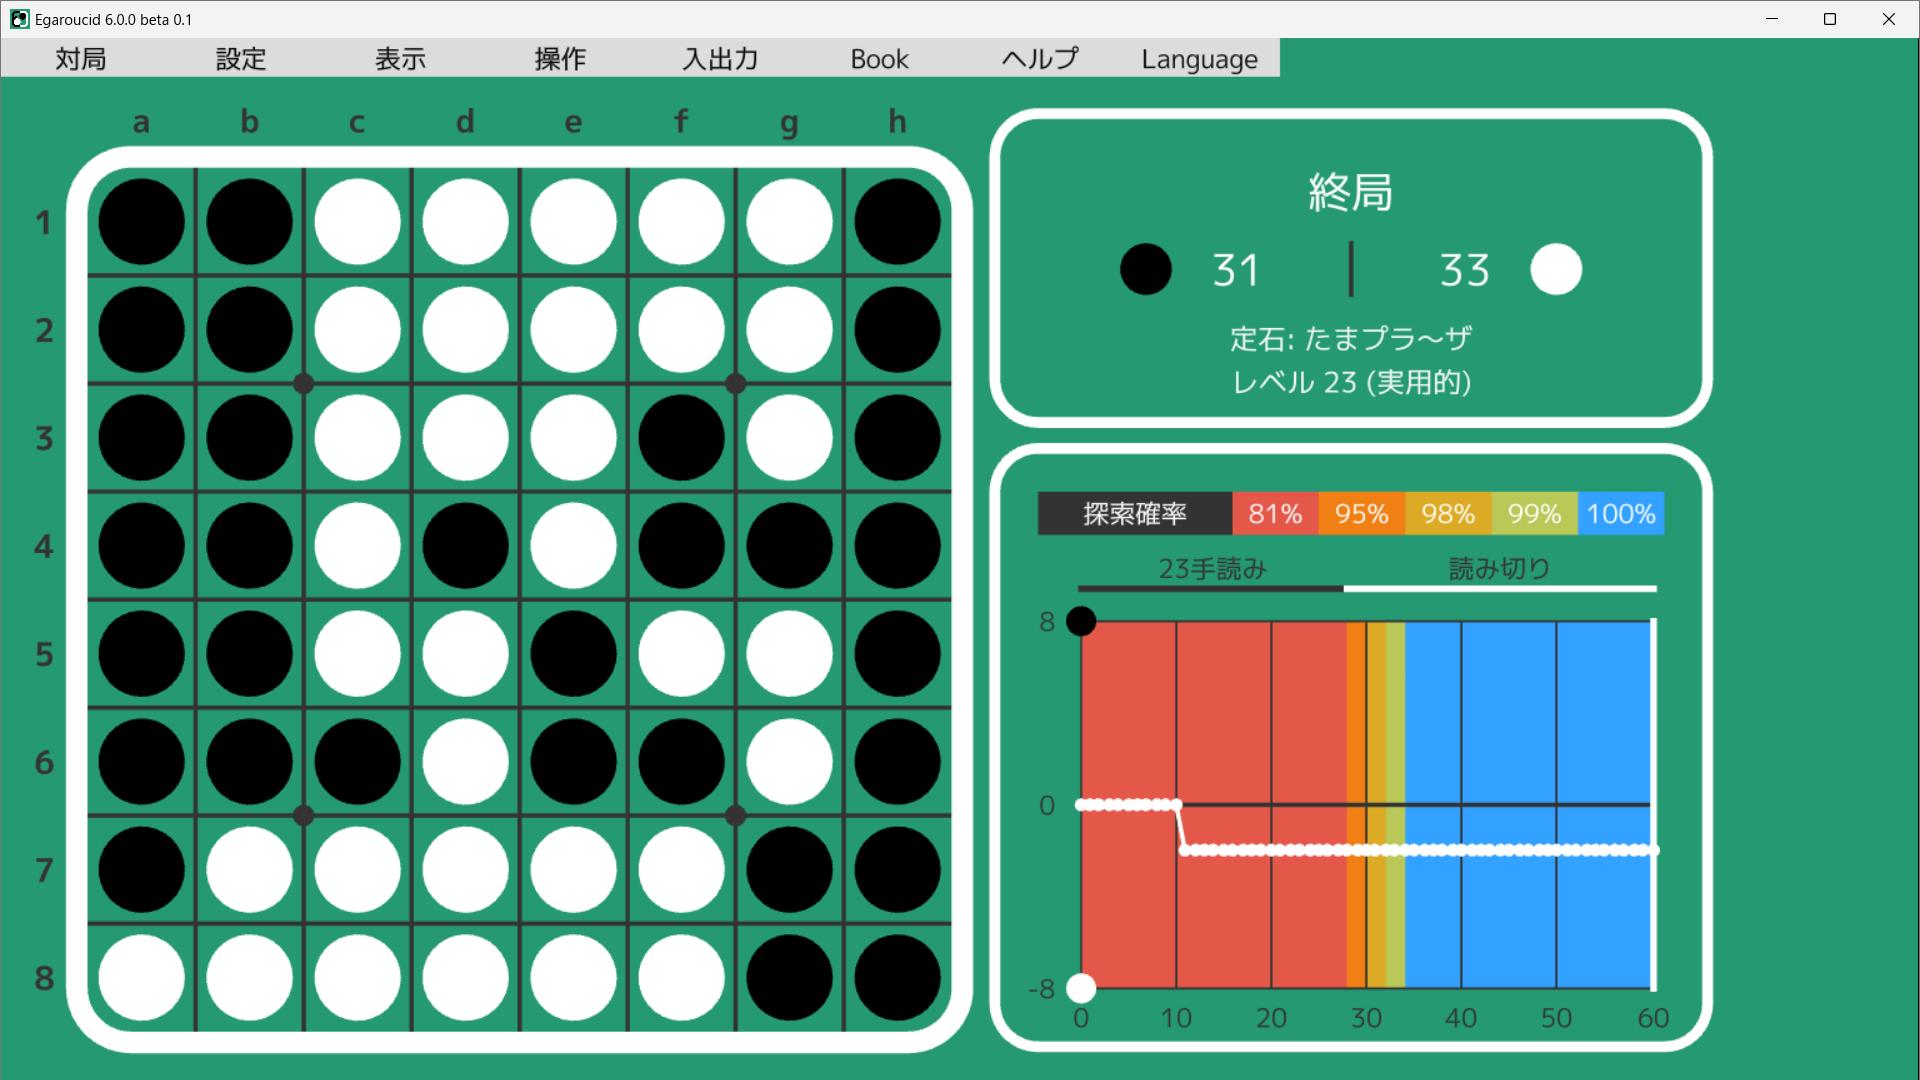 Egaroucid 6.0.0 beta 0.1
対局 設定 表示 操作 入出力 Book ヘルプ Language
a b c d e f g h
1
2
3
4
5
6
7
8
終局
31 33
定石: たまプラ～ザ
レベル 23 (実用的)
探索確率 81% 95% 98% 99% 100%
23手読み 読み切り
8
0
-8
0 10 20 30 40 50 60